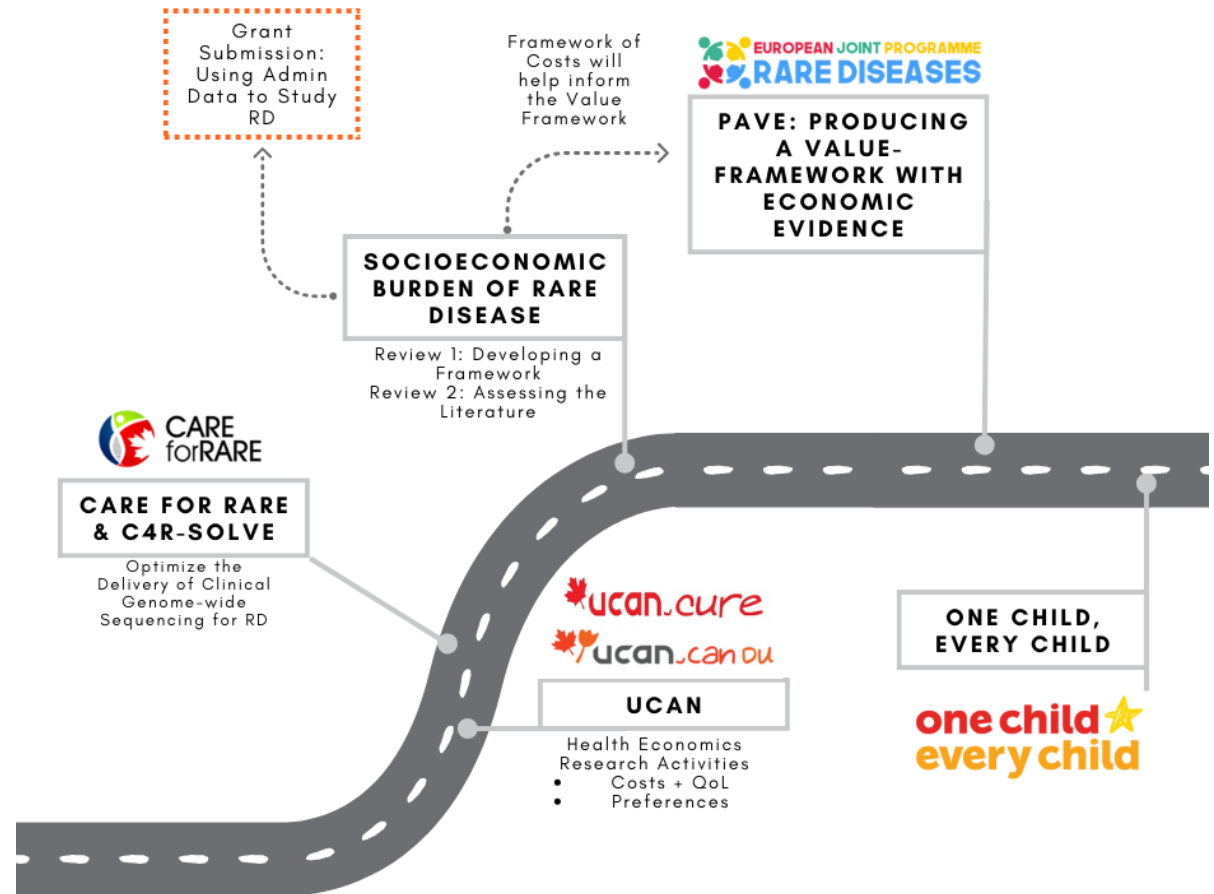 Grant
Submission:
Using Admin
Data to Study
RD
Framework of
Costs will
help inform
the Value
Framework
EUROPEAN JOINT PROGRAMME
RARE DISEASES
PAVE: PRODUCING
A VALUE-
FRAMEWORK WITH
ECONOMIC
EVIDENCE
SOCIOECONOMIC
BURDEN OF RARE
DISEASE
Review 1: Developing a
Framework
Review 2: Assessing the
Literature
CARE
forRARE
CARE FOR RARE
& C4R-SOLVE
Optimize the
Delivery of Clinical
Genome-wide
Sequencing for RD
ucan cure
ucan can DU
UCAN
Health Economics
Research Activities
• Costs + QoL
• Preferences
ONE CHILD,
EVERY CHILD
one child
every child